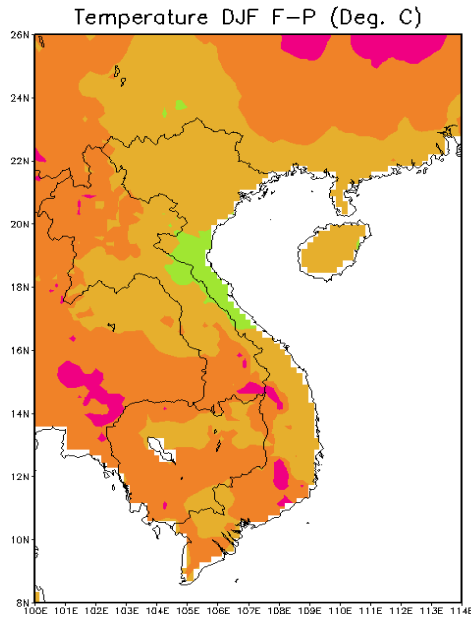 Temperature DJF F-P (Deg. C)
26N
24N
22N
20N
18N
16N
14N
12N
10N
8N
100E 101E 102E 103E 104E 105E 106E 107E 108E 109E 110E 111E 112E 113E 114E